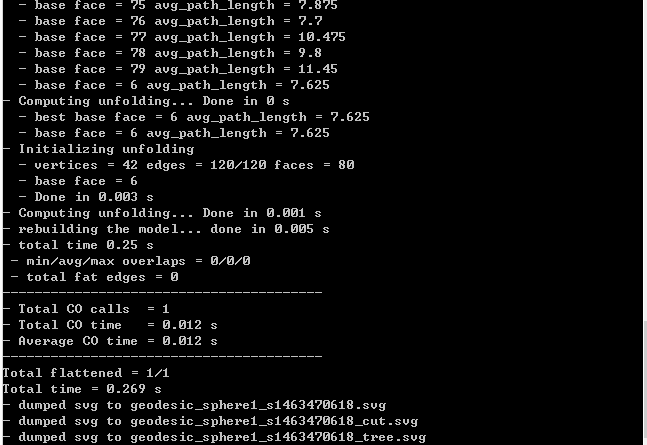 - base face = 75 avg_path_length = 7.875
- base face = 76 avg_path_length = 7.7
- base face = 77 avg_path_length = 10.475
- base face = 78 avg_path_length = 9.8
- base face = 79 avg_path_length = 11.45
- base face = 6 avg_path_length = 7.625
- Computing unfolding... Done in 0 s
- best base face = 6 avg_path_length = 7.625
- base face = 6 avg_path_length = 7.625
- Initializing unfolding
- vertices = 42 edges = 120/120 faces = 80
- base face = 6
- Done in 0.003 s
- Computing unfolding... Done in 0.001 s
- rebuilding the model... done in 0.005 s
- total time 0.25 s
- min/avg/max overlaps = 0/0/0
- total fat edges = 0
----------------------------------------
- Total CO calls  = 1
- Total CO time   = 0.012 s
- Average CO time = 0.012 s
----------------------------------------
Total flattened = 1/1
Total time = 0.269 s
- dumped svg to geodesic_sphere1_s1463470618.svg
- dumped svg to geodesic_sphere1_s1463470618_cut.svg
- dumped svg to geodesic_sphere1_s1463470618_tree.svg